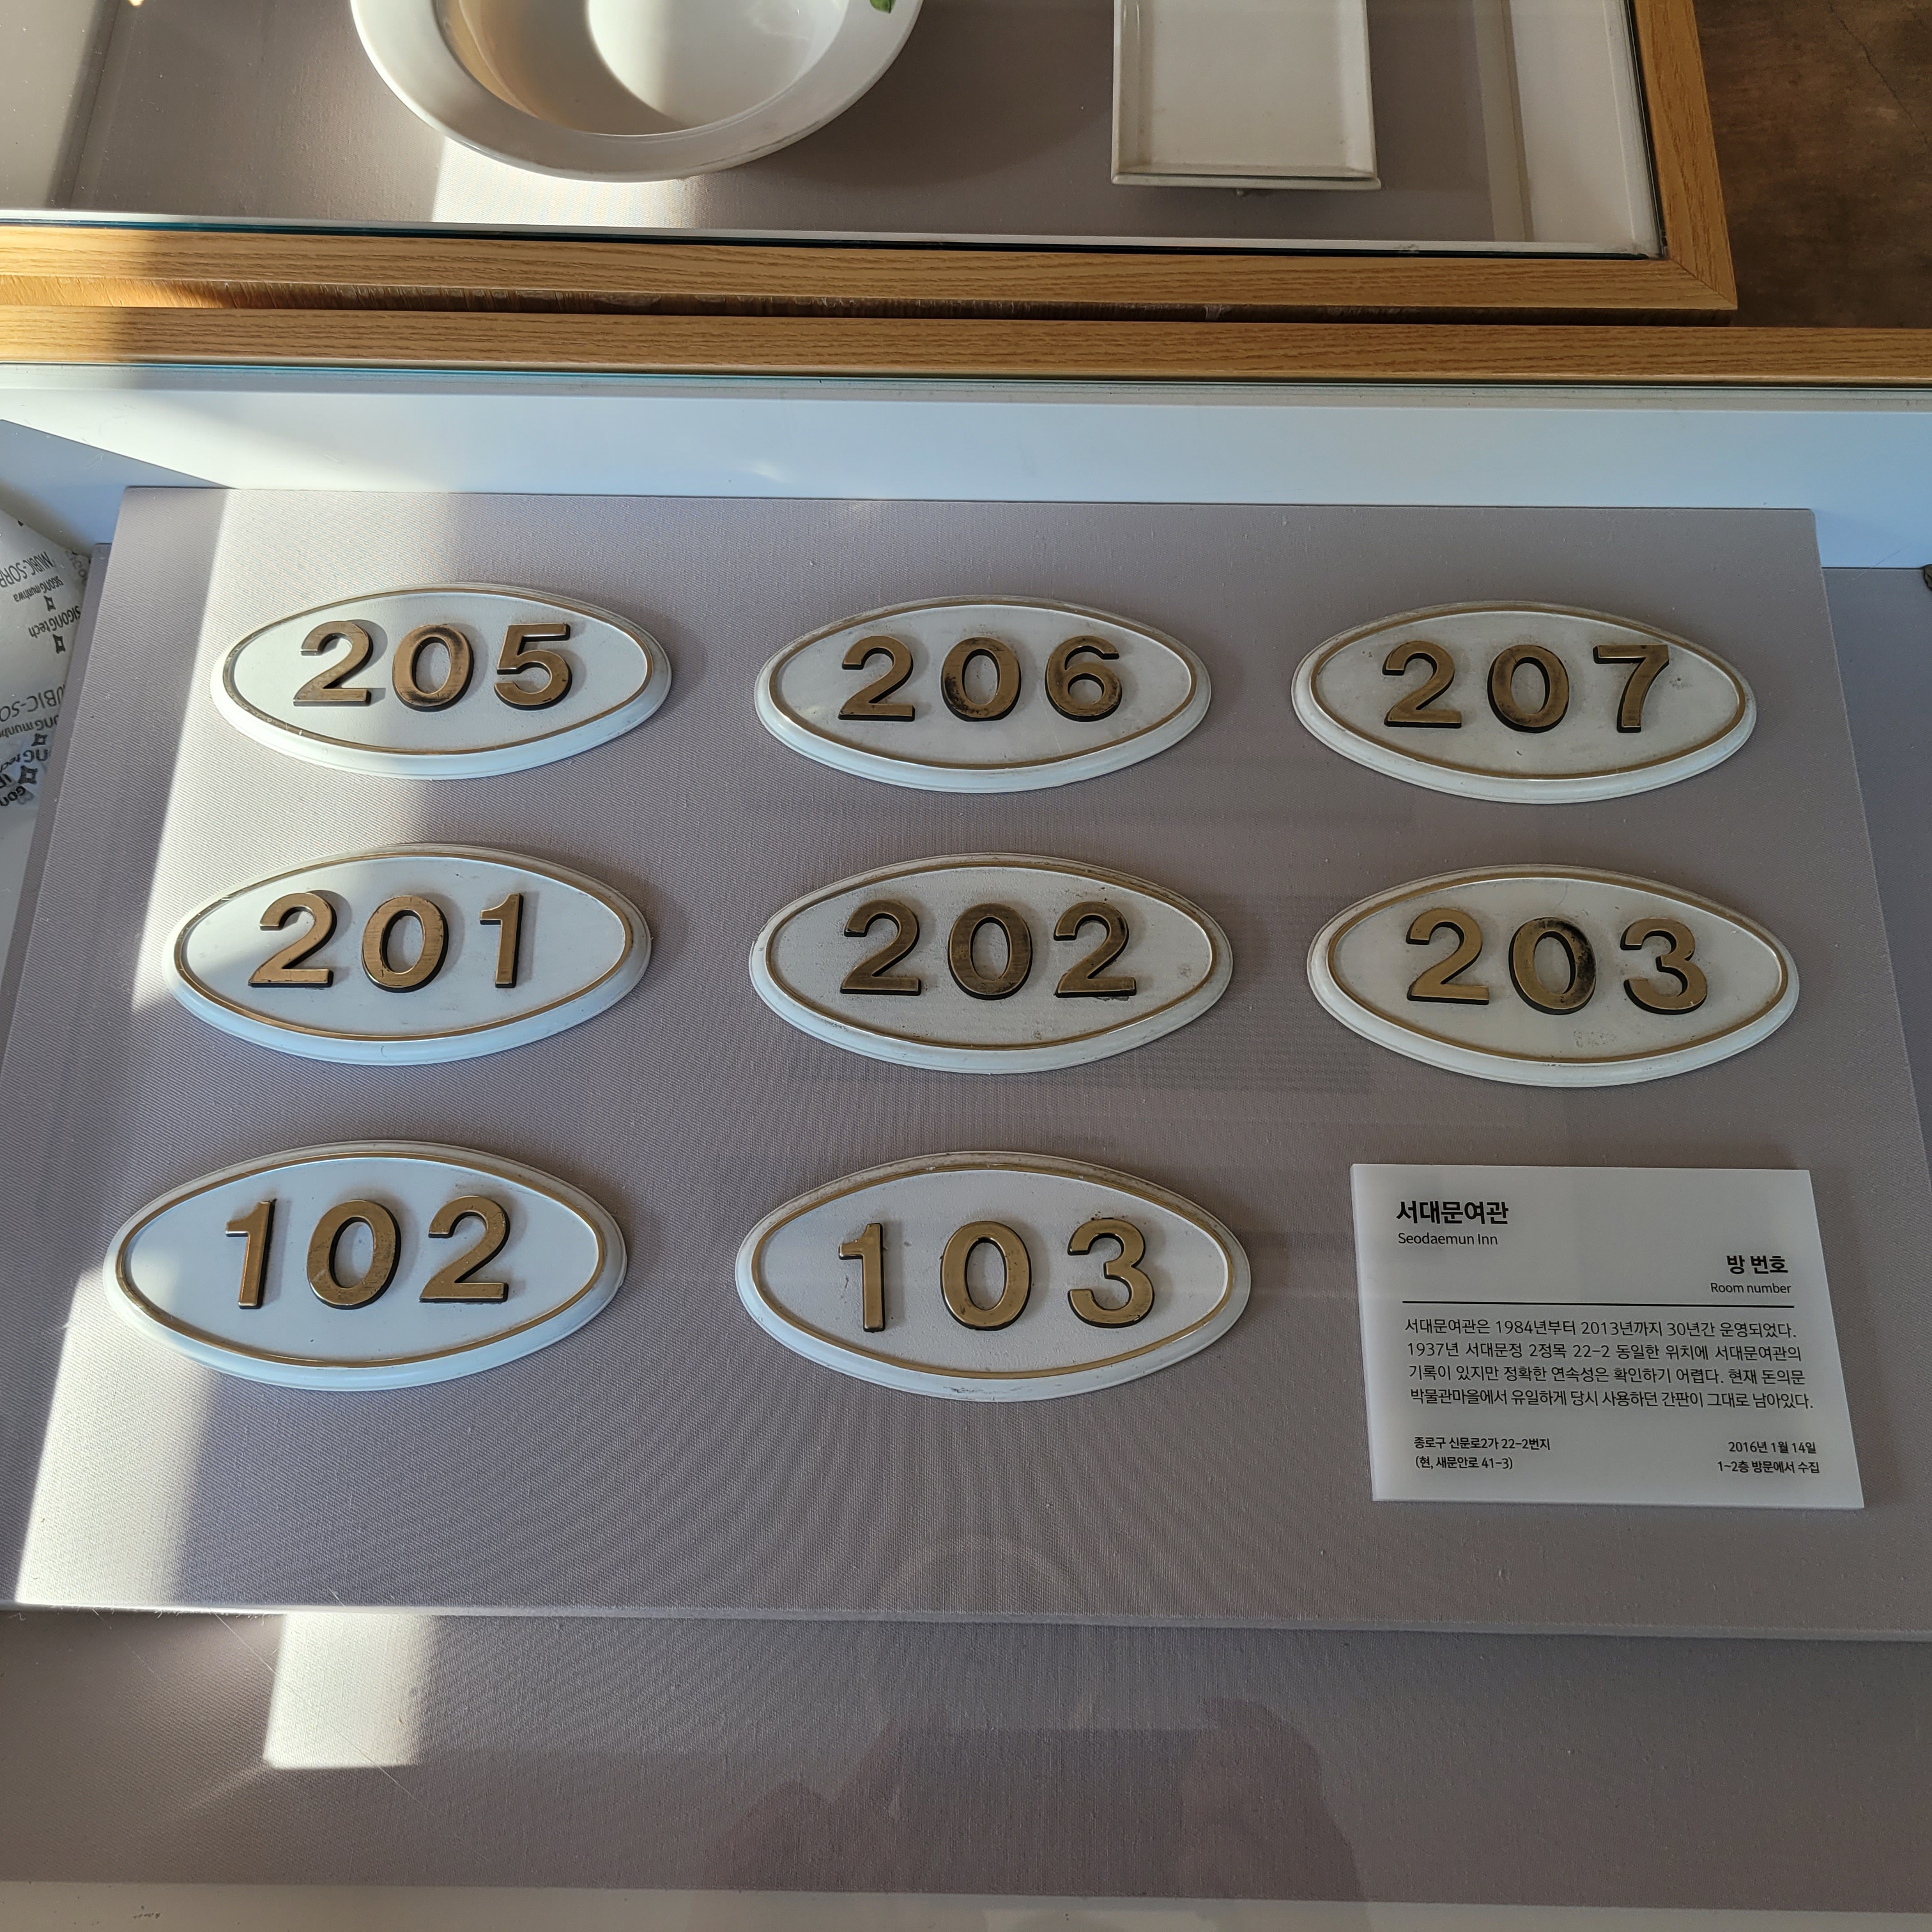 205
206
207
201
202
203
102
103
서대문여관
Seodaemun Inn
방 번호
Room number
서대문여관은 1984년부터 2013년까지 30년간 운영되었다.
1937년 서대문정 2정목 22-2 동일한 위치에 서대문여관의
기록이 있지만 정확한 연속성은 확인하기 어렵다. 현재 돈의문
박물관마을에서 유일하게 당시 사용하던 간판이 그대로 남아있다.
종로구 신문로2가 22-2번지
(현, 새문안로 41-3)
2016년 1월 14일
1~2층 방문에서 수집
SIGONGtech